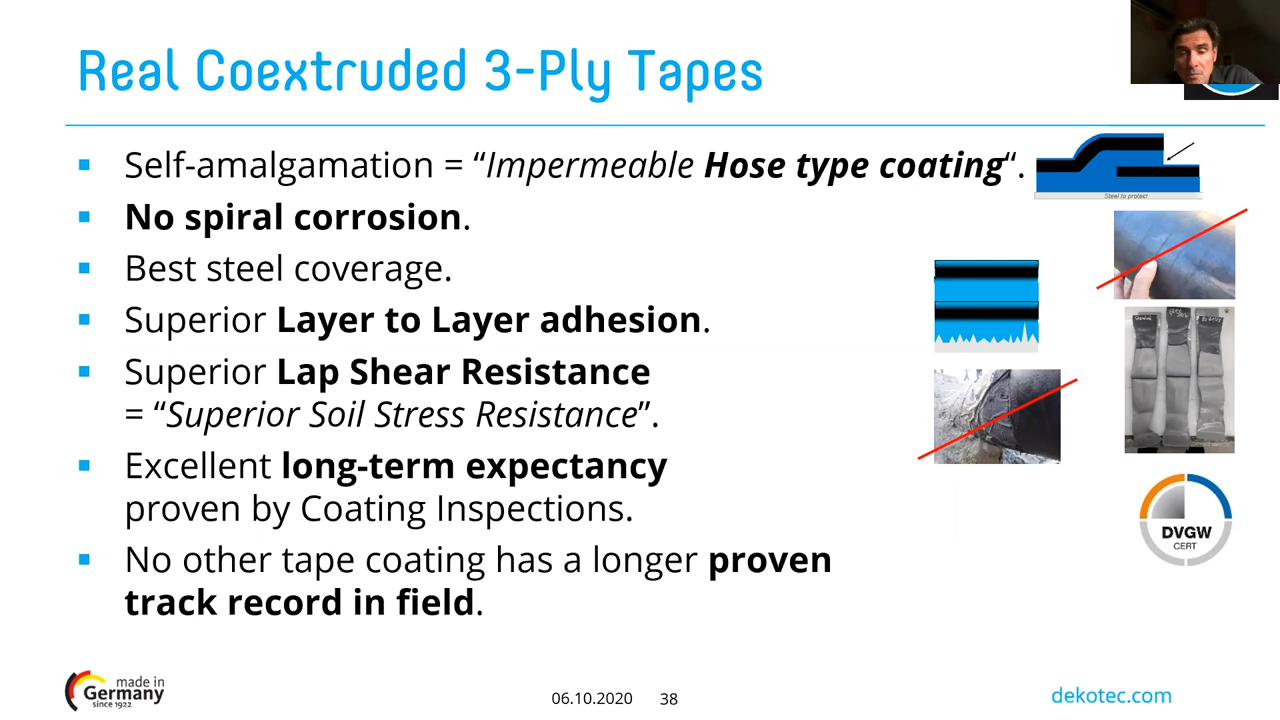 Real Coextruded 3-Ply Tapes
▪ Self-amalgamation = “Impermeable Hose type coating“.
▪ No spiral corrosion.
▪ Best steel coverage.
▪ Superior Layer to Layer adhesion.
▪ Superior Lap Shear Resistance
= “Superior Soil Stress Resistance”.
▪ Excellent long-term expectancy
proven by Coating Inspections.
▪ No other tape coating has a longer proven
track record in field.
Steel to protect
DVGW
CERT
made in
Germany
since 1922
06.10.2020 38
dekotec.com